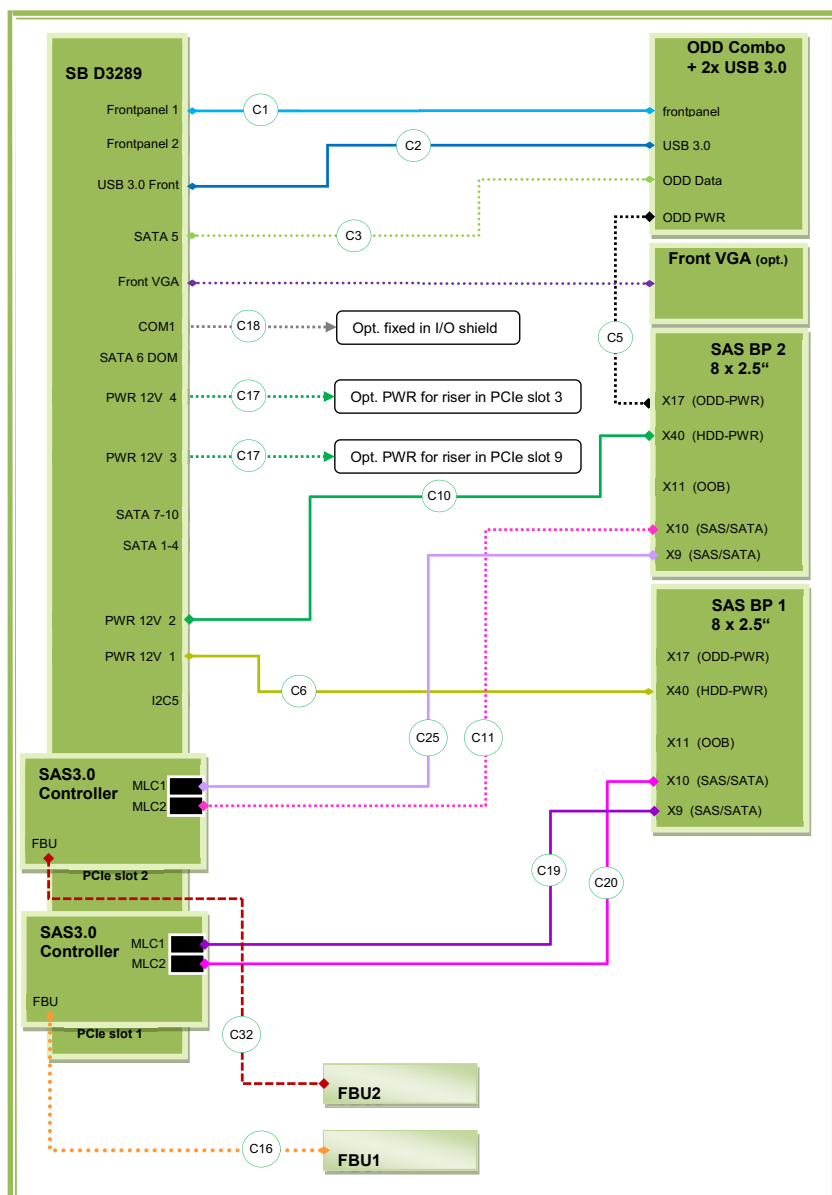 ODD Combo
+ 2x USB 3.0
SB D3289
Frontpanel 1
C1
frontpanel
Frontpanel 2
C2
USB 3.0
USB 3.0 Front
ODD Data
SATA 5
C3
ODD PWR
Front VGA
Front VGA (opt.)
COM1
C18
Opt. fixed in I/O shield
C5
SATA 6 DOM
SAS BP 2
8 x 2.5“
PWR 12V 4
C17
Opt. PWR for riser in PCIe slot 3
X17 (ODD-PWR)
X40 (HDD-PWR)
PWR 12V 3
C17
Opt. PWR for riser in PCIe slot 9
C10
X11 (OOB)
SATA 7-10
X10 (SAS/SATA)
SATA 1-4
X9 (SAS/SATA)
SAS BP 1
8 x 2.5“
PWR 12V 2
PWR 12V 1
X17 (ODD-PWR)
C6
X40 (HDD-PWR)
I2C5
C25
C11
X11 (OOB)
SAS3.0
Controller
MLC1
MLC2
X10 (SAS/SATA)
X9 (SAS/SATA)
FBU
PCIe slot 2
C19
C20
SAS3.0
Controller
MLC1
MLC2
FBU
PCIe slot 1
C32
FBU2
C16
FBU1